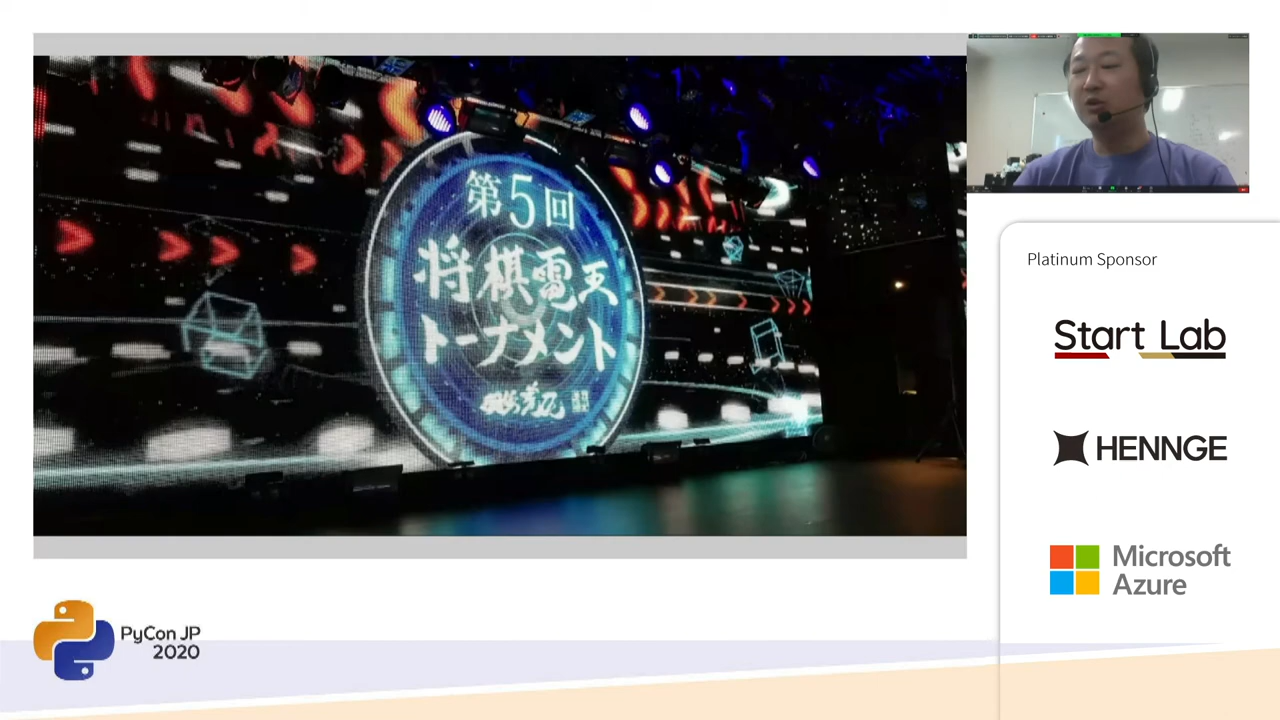 第5回
将棋電王
トーナメント
Platinum Sponsor
Start Lab
HENNGE
Microsoft
Azure
PyCon JP
2020